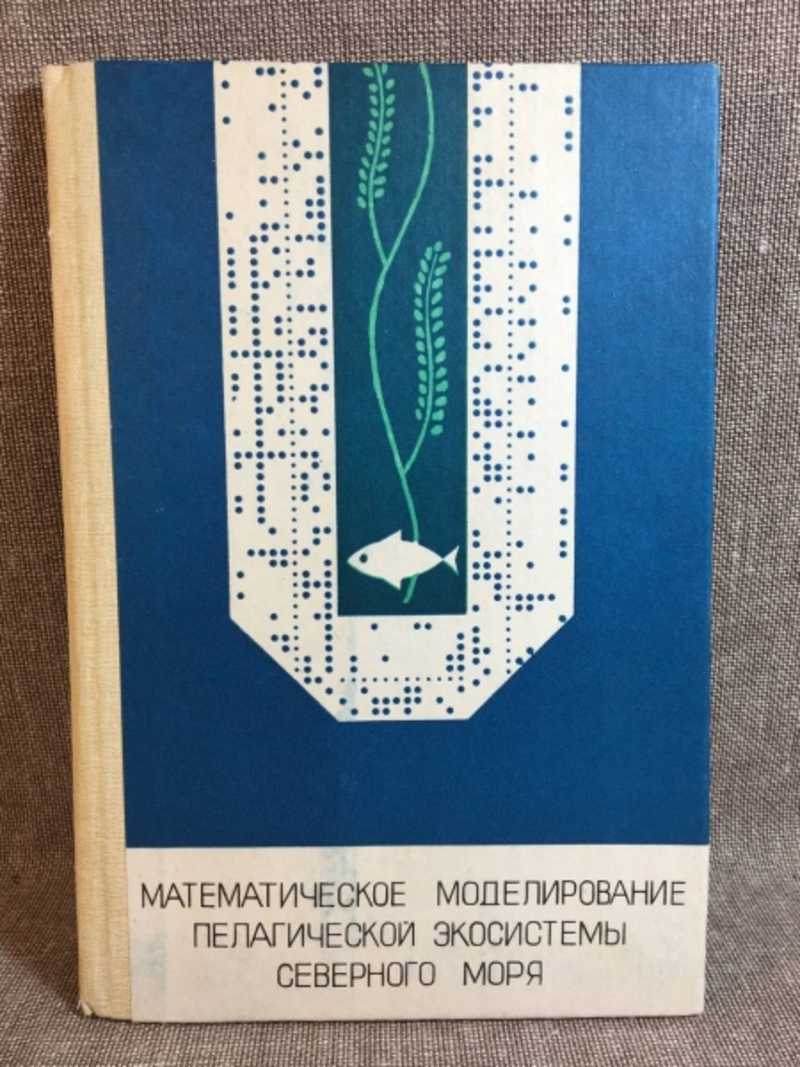 МАТЕМАТИЧЕСКОЕ МОДЕЛИРОВАНИЕ
ПЕЛАГИЧЕСКОЙ ЭКОСИСТЕМЫ
СЕВЕРНОГО МОРЯ